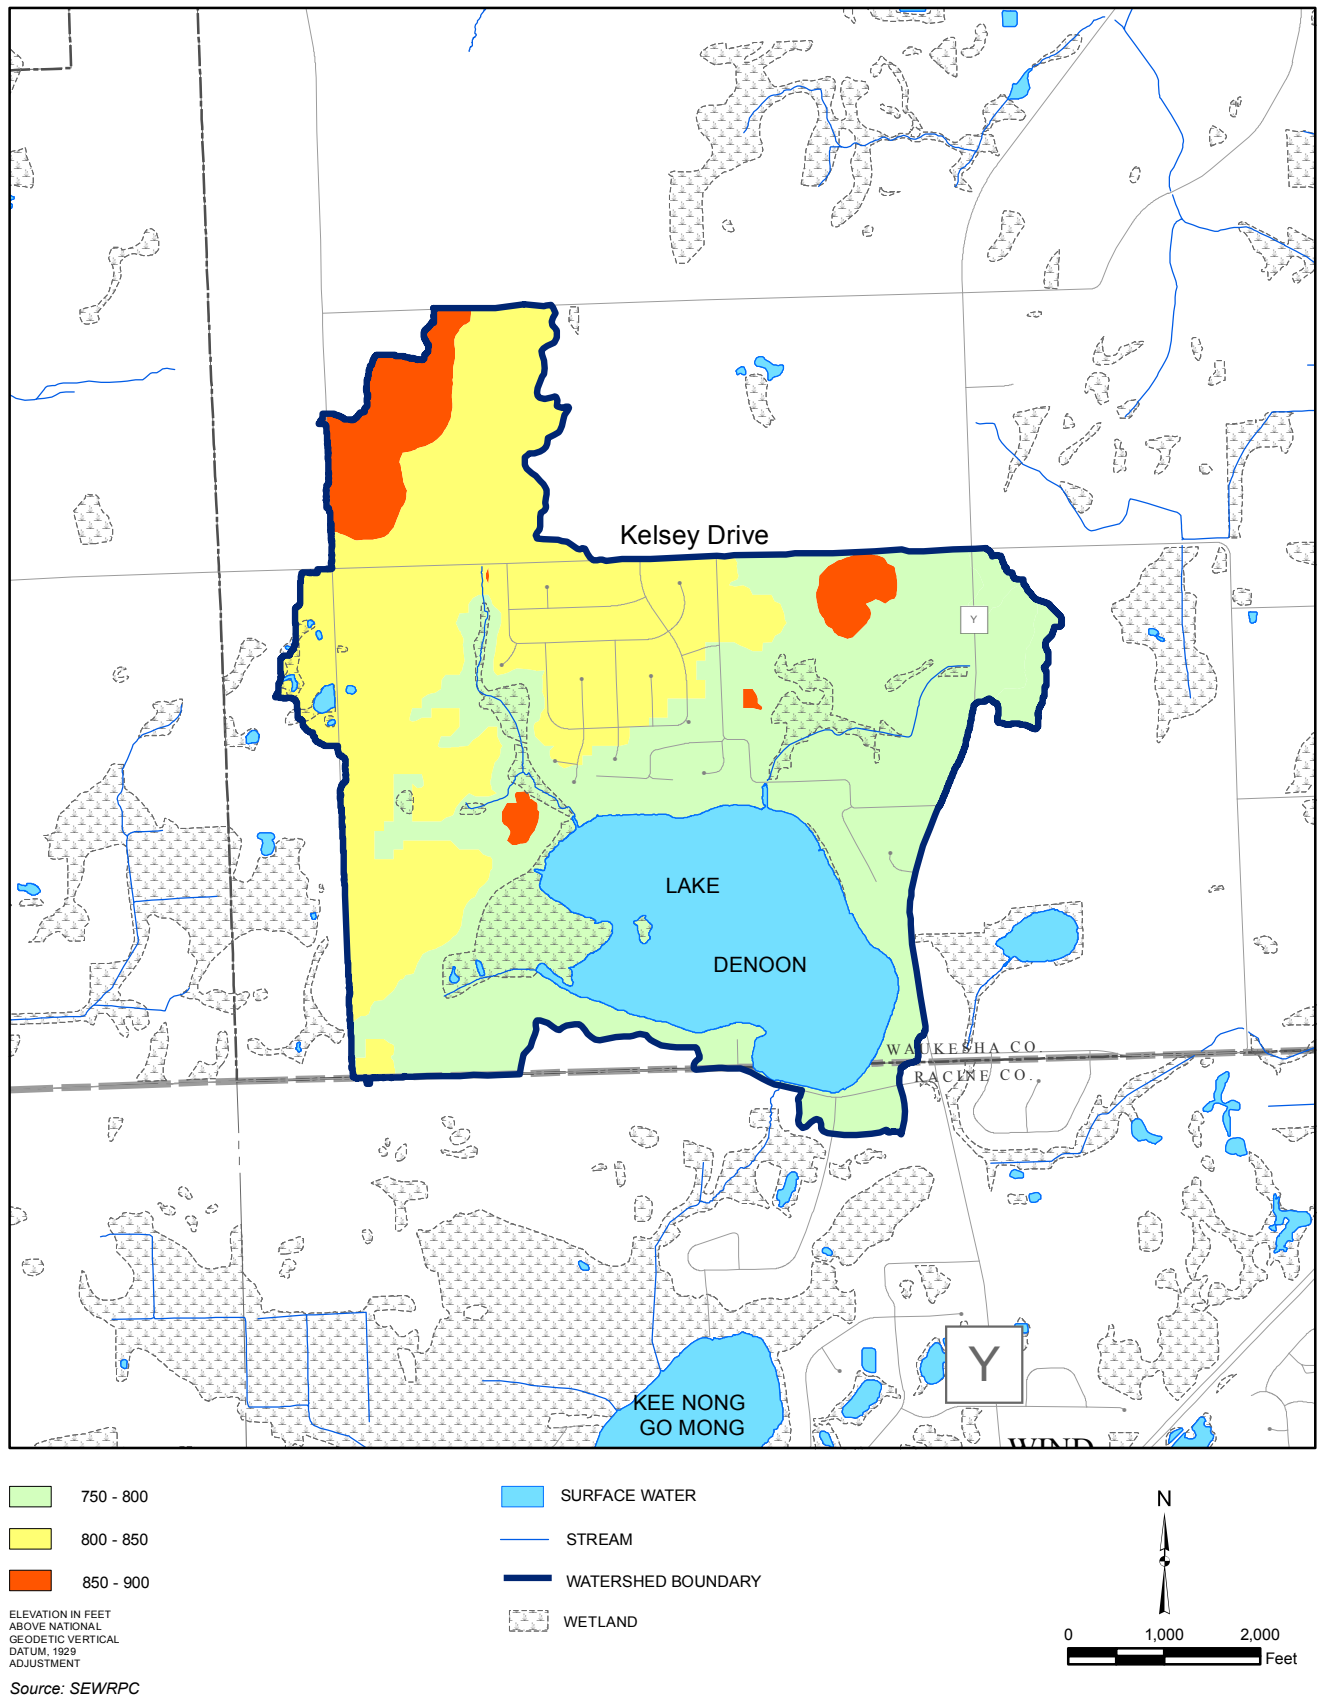 Kelsey Drive
Y
LAKE
DENOON
WAUKESHA CO.
RACINE CO.
Y
KEE NONG
GO MONG
WIND
750 - 800
800 - 850
850 - 900
ELEVATION IN FEET
ABOVE NATIONAL
GEODETIC VERTICAL
DATUM, 1929
ADJUSTMENT
Source: SEWRPC
SURFACE WATER
STREAM
WATERSHED BOUNDARY
WETLAND
N
0 1,000 2,000
Feet